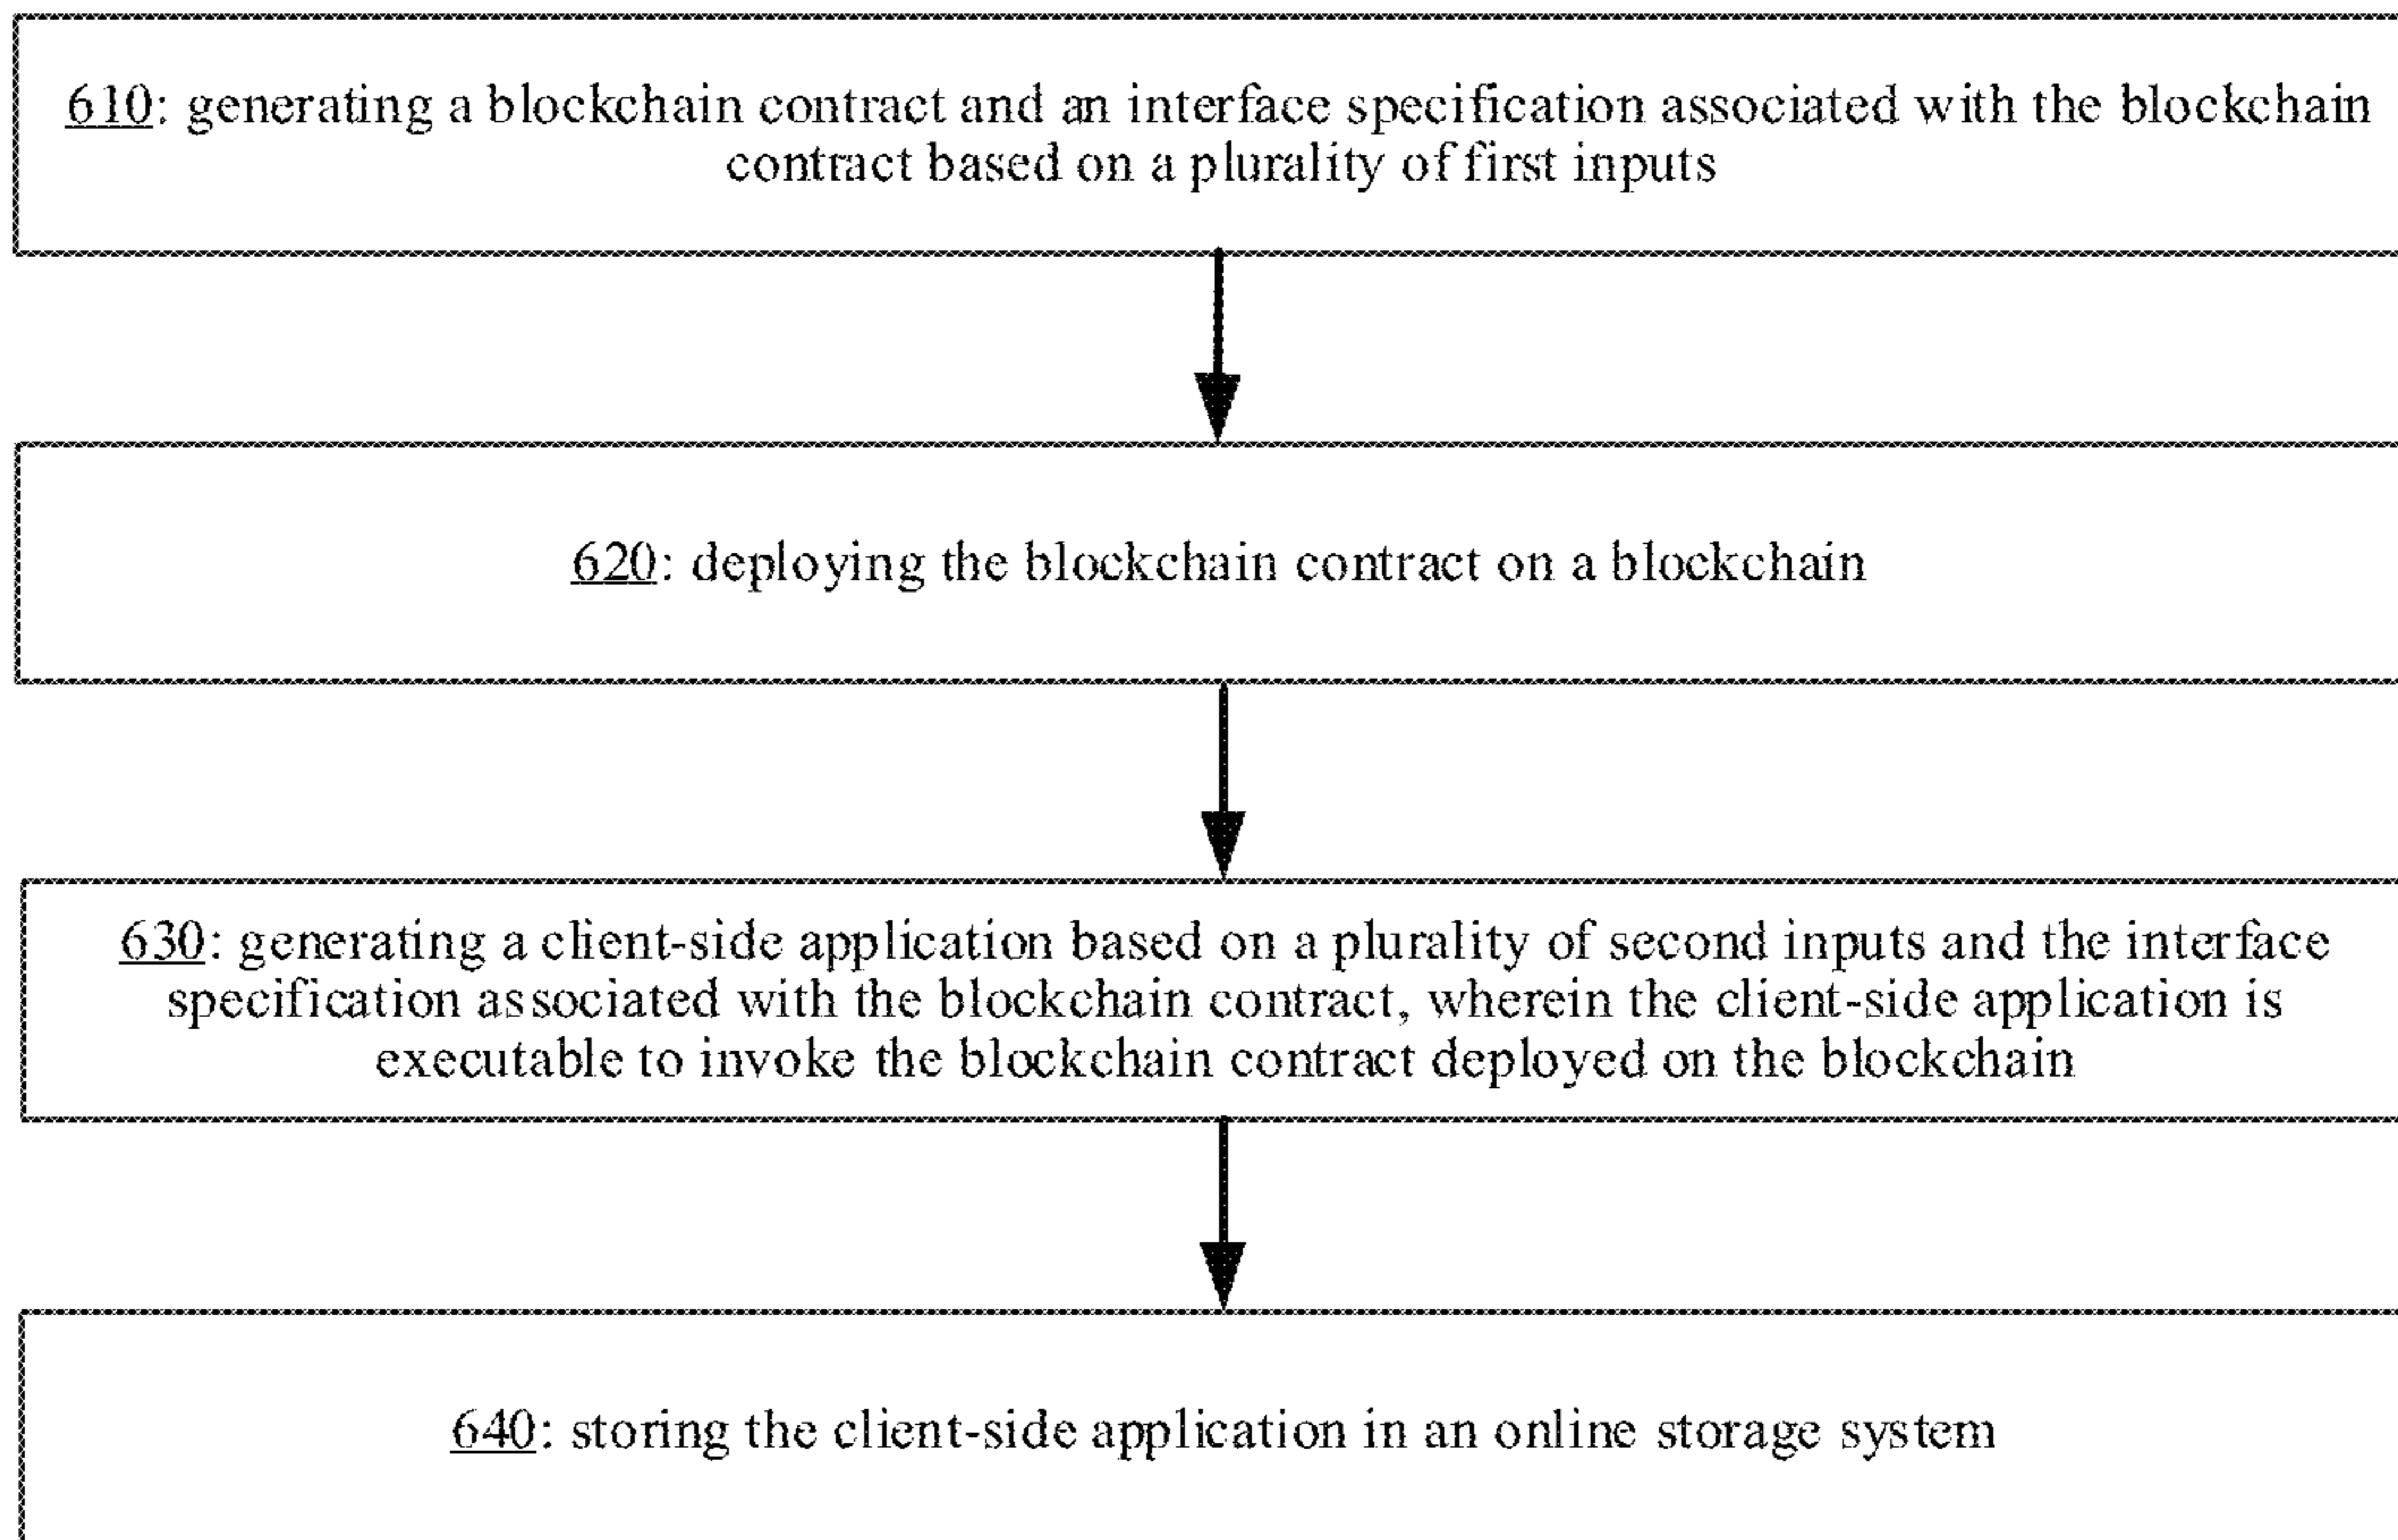 610: generating a blockchain contract and an interface specification associated with the blockchain
contract based on a plurality of first inputs
620: deploying the blockchain contract on a blockchain
630: generating a client-side application based on a plurality of second inputs and the interface
specification associated with the blockchain contract, wherein the client-side application is
executable to invoke the blockchain contract deployed on the blockchain
640: storing the client-side application in an online storage system